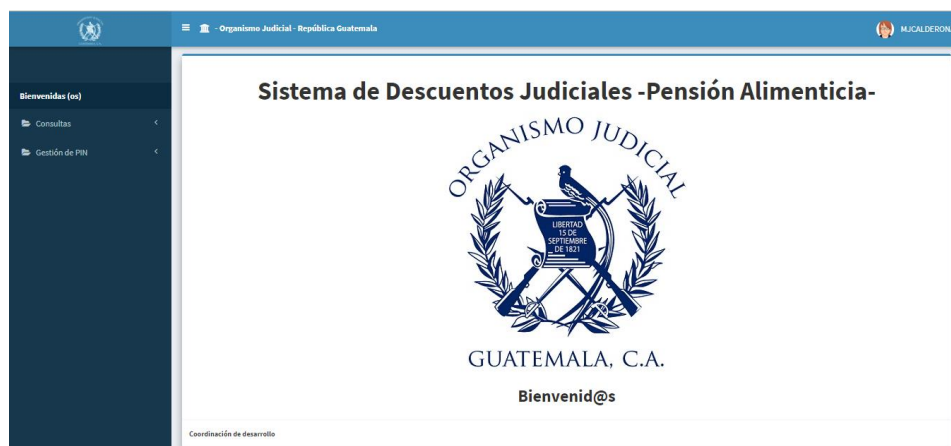 - Organismo Judicial - República Guatemala
MJCALDERON
Bienvenidas (os)
Consultas
Gestión de PIN
Sistema de Descuentos Judiciales -Pensión Alimenticia-
ORGANISMO JUDICIAL
LIBERTAD
15 DE
SEPTIEMBRE
DE 1821
GUATEMALA, C.A.
Bienvenid@s
Coordinación de desarrollo